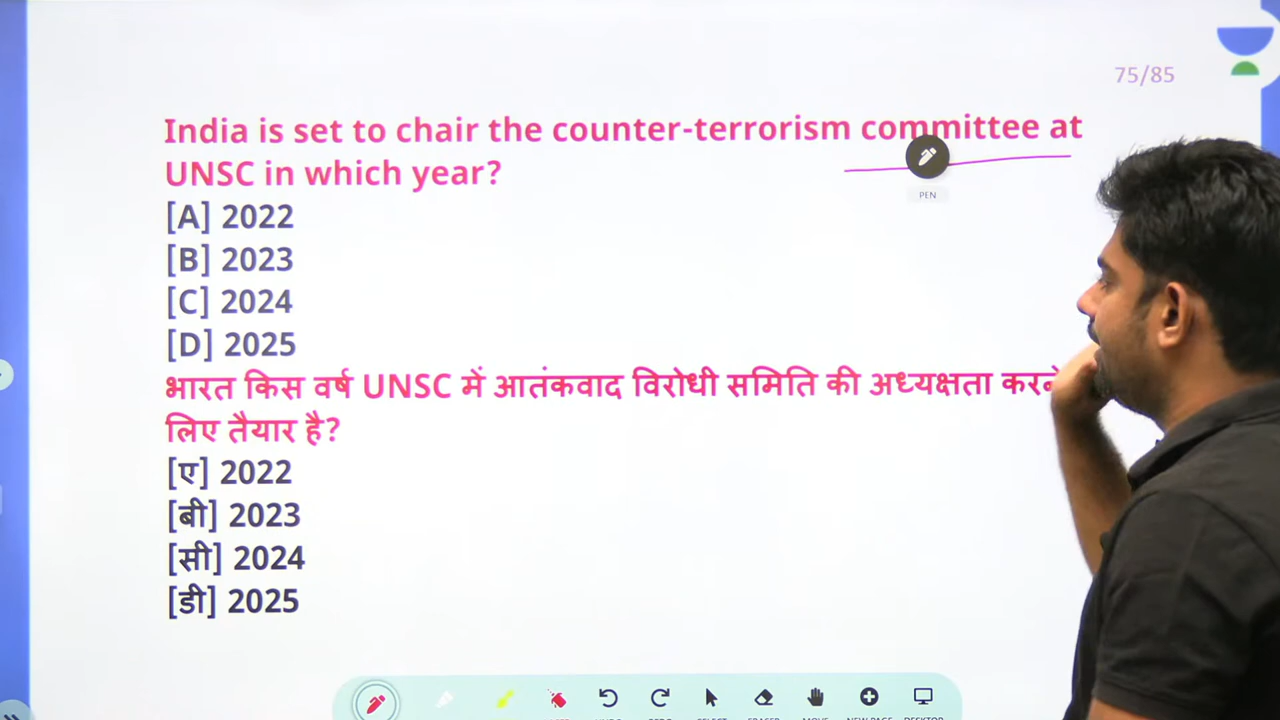 75/85
India is set to chair the counter-terrorism committee at
UNSC in which year?
PEN
[A] 2022
[B] 2023
[C] 2024
[D] 2025
भारत किस वर्ष UNSC में आतंकवाद विरोधी समिति की अध्यक्षता
लिए तैयार है?
[ए] 2022
[बी] 2023
[सी] 2024
[डी] 2025